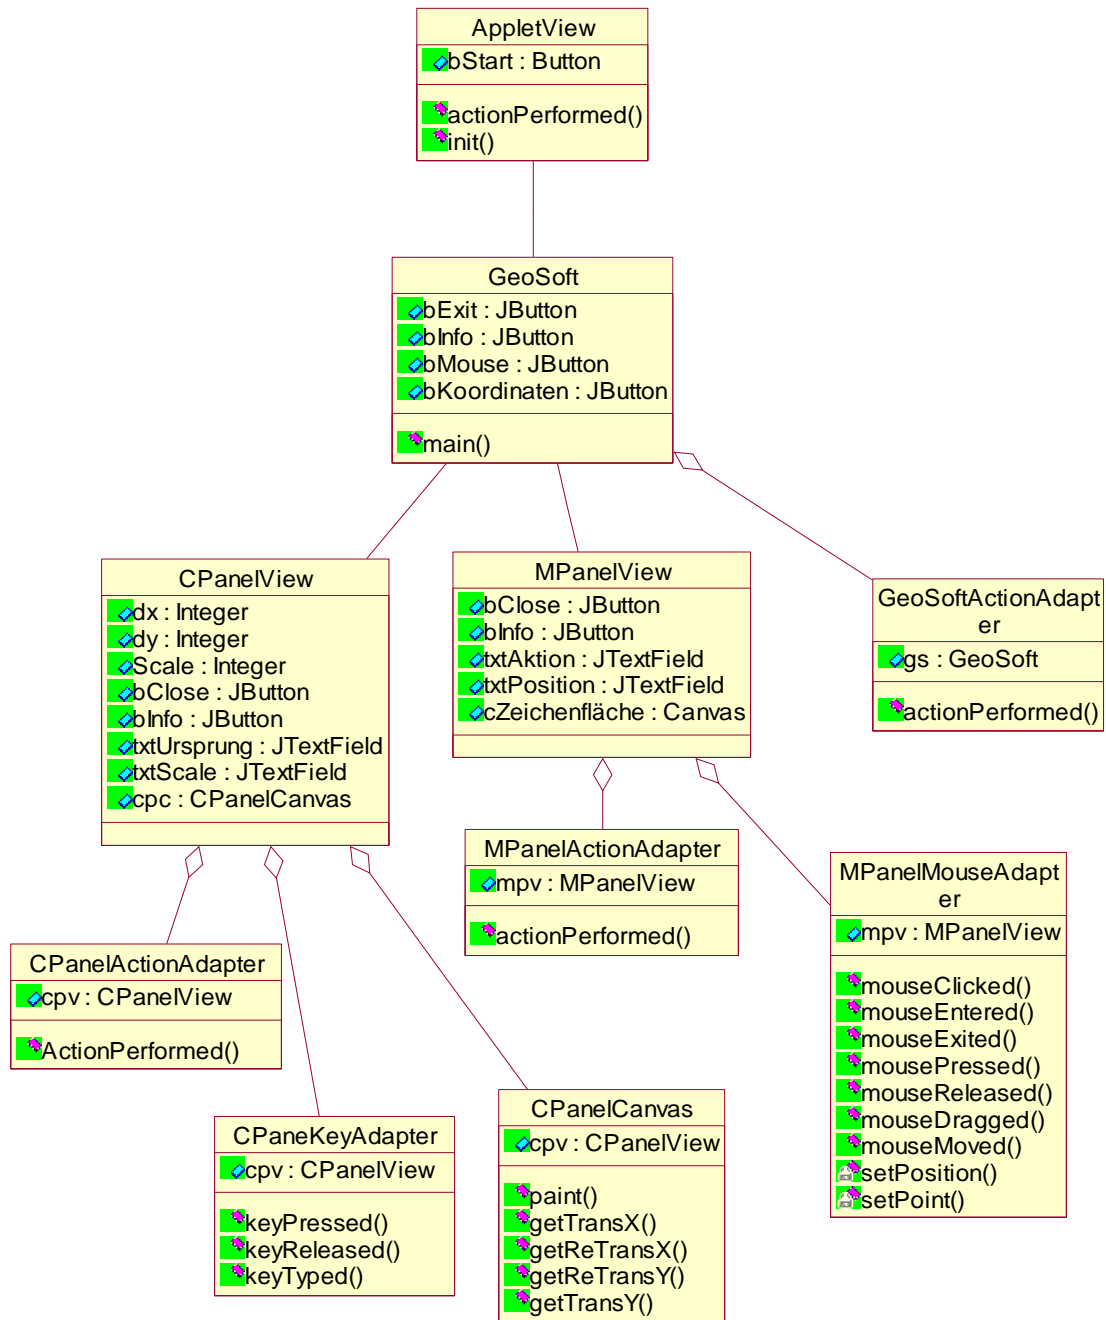 AppletView
bStart : Button
actionPerformed()
init()
GeoSoft
bExit : JButton
bInfo : JButton
bMouse : JButton
bKoordinaten : JButton
main()
CPanelView
dx : Integer
dy : Integer
Scale : Integer
bClose : JButton
bInfo : JButton
txtUrsprung : JTextField
txtScale : JTextField
cpc : CPanelCanvas
MPanelView
bClose : JButton
bInfo : JButton
txtAktion : JTextField
txtPosition : JTextField
cZeichenfläche : Canvas
GeoSoftActionAdapt
er
gs : GeoSoft
actionPerformed()
MPanelActionAdapter
mpv : MPanelView
actionPerformed()
MPanelMouseAdapt
er
mpv : MPanelView
mouseClicked()
mouseEntered()
mouseExited()
mousePressed()
mouseReleased()
mouseDragged()
mouseMoved()
setPosition()
setPoint()
CPanelActionAdapter
cpv : CPanelView
ActionPerformed()
CPaneKeyAdapter
cpv : CPanelView
keyPressed()
keyReleased()
keyTyped()
CPanelCanvas
cpv : CPanelView
paint()
getTransX()
getReTransX()
getReTransY()
getTransY()